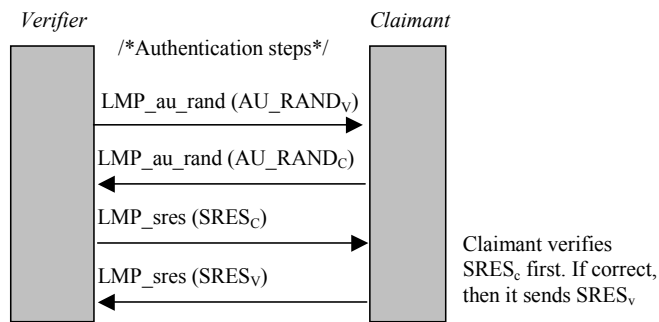 Verifier
Claimant
/*Authentication steps*/
LMP_au_rand (AU_RANDV)
LMP_au_rand (AU_RANDC)
LMP_sres (SRESC)
LMP_sres (SRESV)
Claimant verifies
SRESc first. If correct,
then it sends SRESv